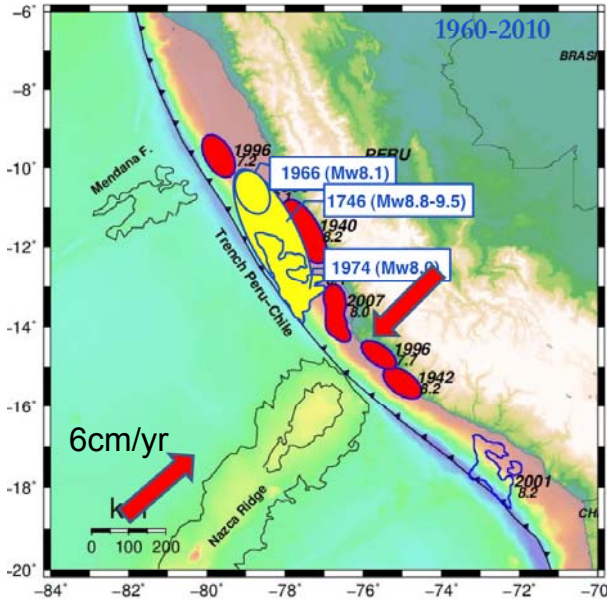 1960-2010
BRASI
PERU
1996
7.2
1966 (Mw8.1)
Mendana F.
1746 (Mw8.8-9.5)
1940
8.2
Trench Peru-Chile
1974 (Mw8.0)
2007
8.0
1996
7.7
1942
8.2
6cm/yr
2001
8.2
Nazca Ridge
0 100 200
-6°
-8°
-10°
-12°
-14°
-16°
-18°
-20°
-84° -82° -80° -78° -76° -74° -72° -70